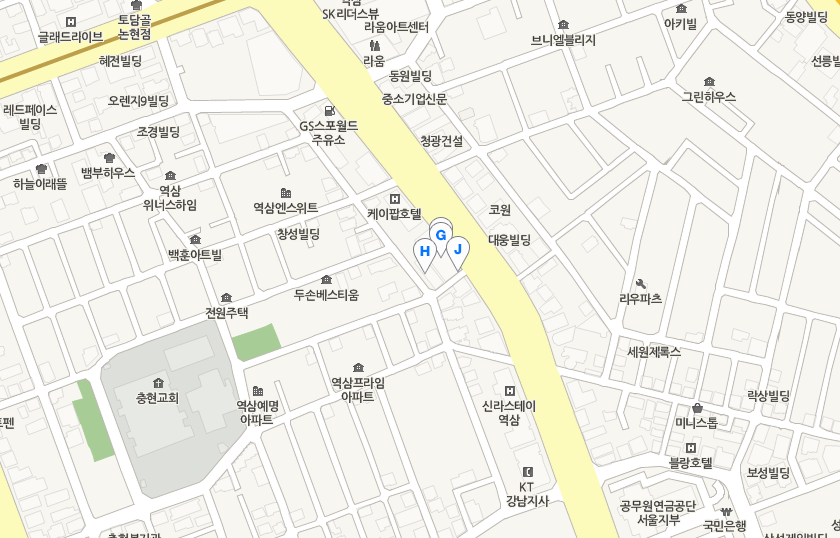 SK리더스뷰
토담골
논현점
글래드라이브
라움아트센터
아키빌
동양빌딩
브니엘블리지
혜전빌딩
라움
동원빌딩
그린하우스
오렌지9빌딩
중소기업신문
레드페이스
빌딩
GS스포월드
주유소
조경빌딩
청광건설
뱀부하우스
하늘이래뜰
역삼
위너스하임
역삼엔스위트
케이팝호텔
코원
창성빌딩
G
대웅빌딩
H
J
백훈아트빌
두손베스티움
리우파츠
전원주택
세원제록스
충현교회
역삼프라임
아파트
역삼예명
아파트
신라스테이
역삼
락상빌딩
미니스톱
블랑호텔
보성빌딩
KT
강남지사
공무원연금공단
서울지부
국민은행